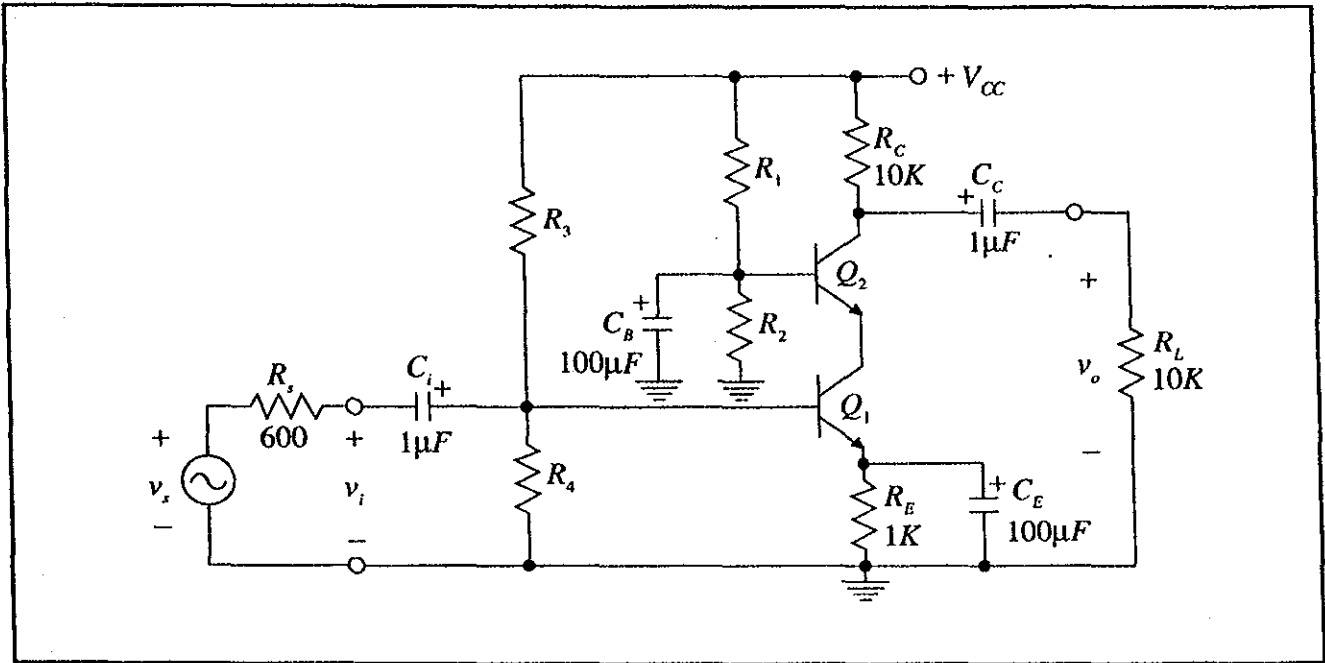 + V_CC
R_C
10K
R_1
C_C
+
1μF
R_3
Q_2
+
C_B
100μF
R_2
+
v_o
−
R_L
10K
R_s
600
C_i
+
1μF
Q_1
+
v_s
−
+
v_i
−
R_4
R_E
1K
+
C_E
100μF